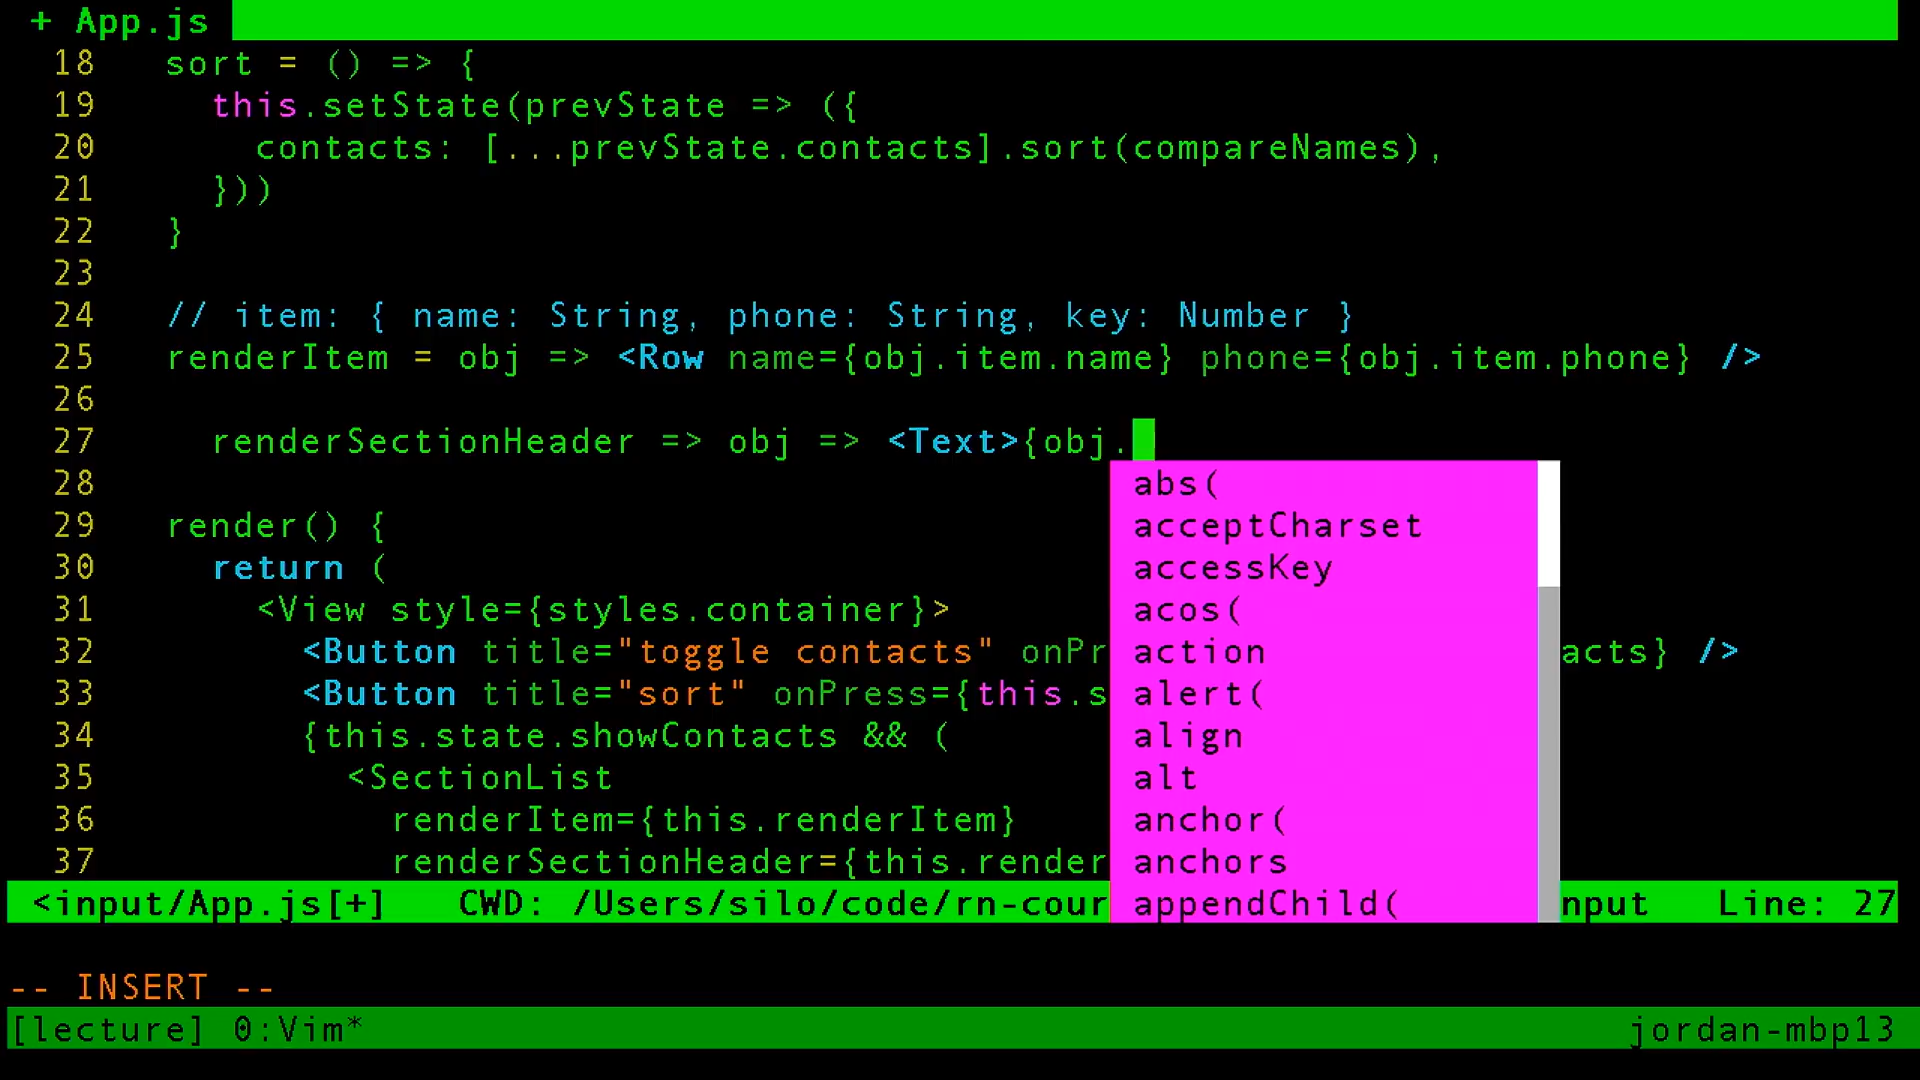 + App.js
18 sort = () => {
19 this.setState(prevState => ({
20 contacts: [...prevState.contacts].sort(compareNames),
21 }))
22 }
23
24 // item: { name: String, phone: String, key: Number }
25 renderItem = obj => <Row name={obj.item.name} phone={obj.item.phone} />
26
27 renderSectionHeader => obj => <Text>{obj.
28 abs(
acceptCharset
29 render() {
30 return ( accessKey
31 <View style={styles.container}> acos(
32 <Button title="toggle contacts" onPr action acts} />
33 <Button title="sort" onPress={this.s alert(
34 {this.state.showContacts && ( align
35 <SectionList alt
36 renderItem={this.renderItem} anchor(
37 renderSectionHeader={this.render anchors
<input/App.js[+] CWD: /Users/silo/code/rn-cour appendChild( nput Line: 27
-- INSERT --
[lecture] 0:Vim* jordan-mbp13